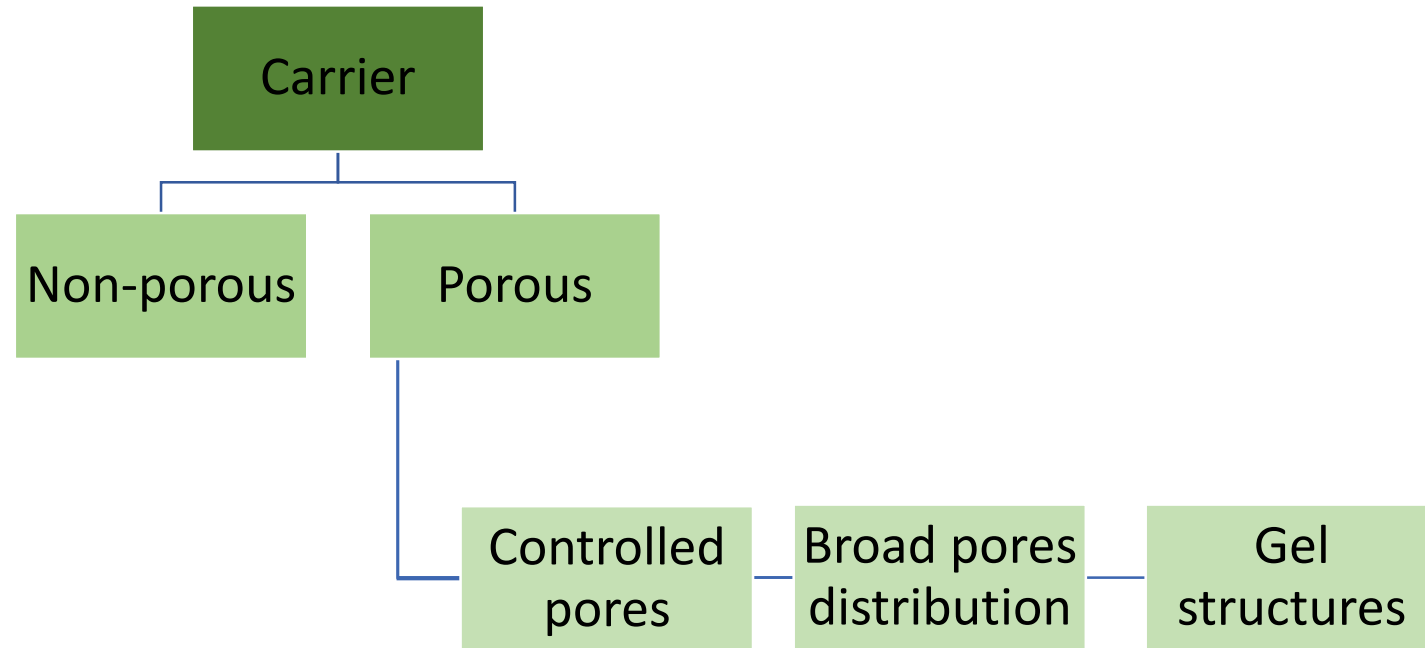 Carrier
Non-porous
Porous
Controlled
pores
Broad pores
distribution
Gel
structures